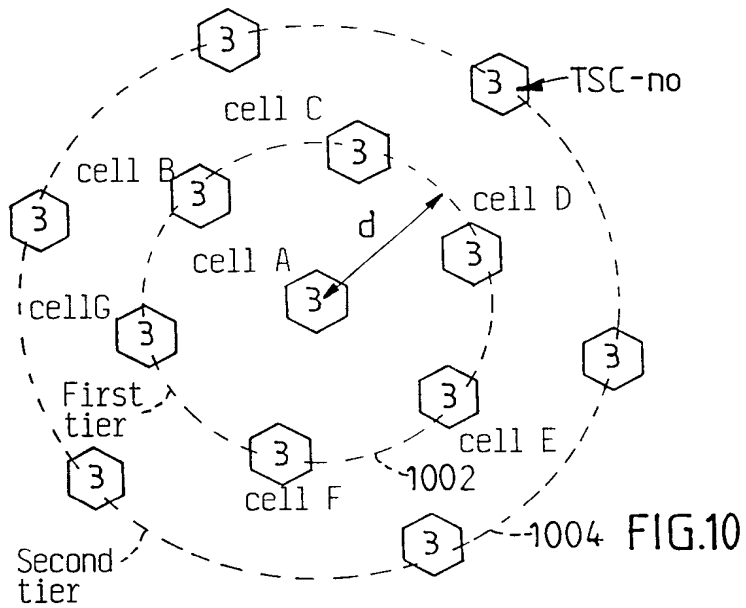 3
3
TSC-no
cell C
3
cell B
3
cell D
3
d
3
cell A
3
cellG
3
3
First
tier
3
cell E
3
cell F
1002
3
3
1004
FIG.10
Second
tier